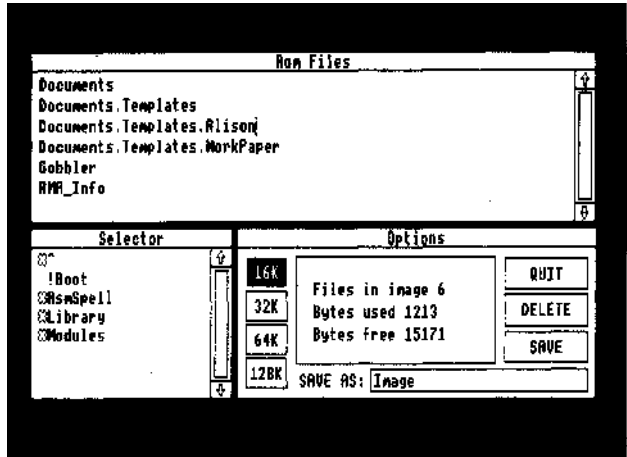 Rom Files
Documents
Documents.Templates
Documents.Templates.Alison
Documents.Templates.WorkPaper
Gobbler
RMA_Info
Selector
^
!Boot
AsmSpell
Library
Modules
Options
16K
32K
64K
128K
Files in image 6
Bytes used 1213
Bytes free 15171
QUIT
DELETE
SAVE
SAVE AS: Image